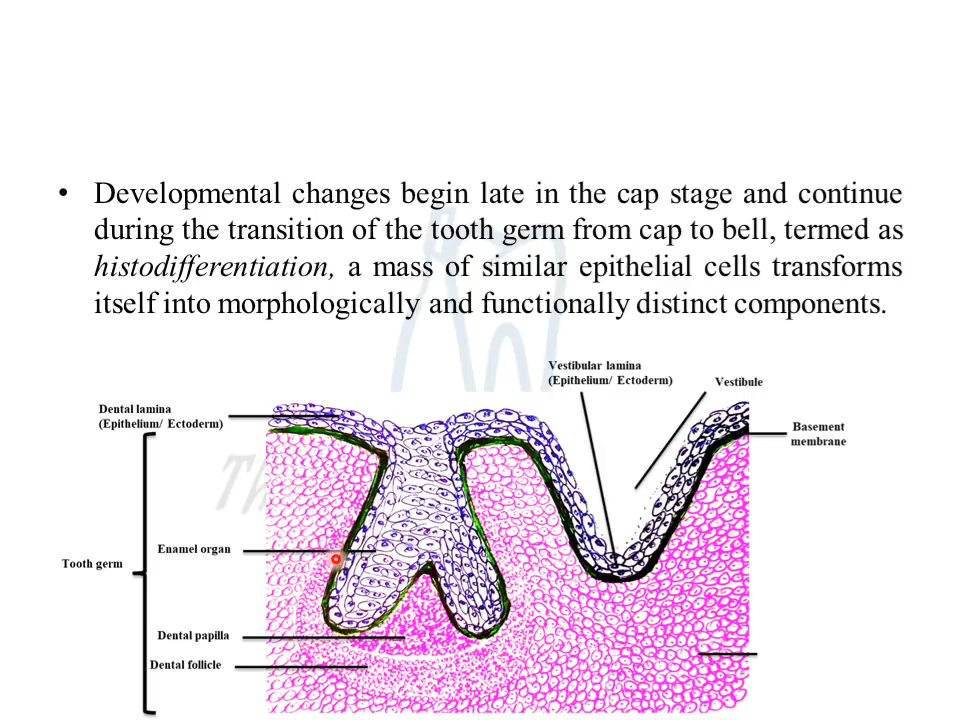 • Developmental changes begin late in the cap stage and continue
during the transition of the tooth germ from cap to bell, termed as
histodifferentiation, a mass of similar epithelial cells transforms
itself into morphologically and functionally distinct components.
Vestibular lamina
(Epithelium/ Ectoderm)
Vestibule
Dental lamina
(Epithelium/ Ectoderm)
Basement
membrane
Enamel organ
Tooth germ
Dental papilla
Dental follicle